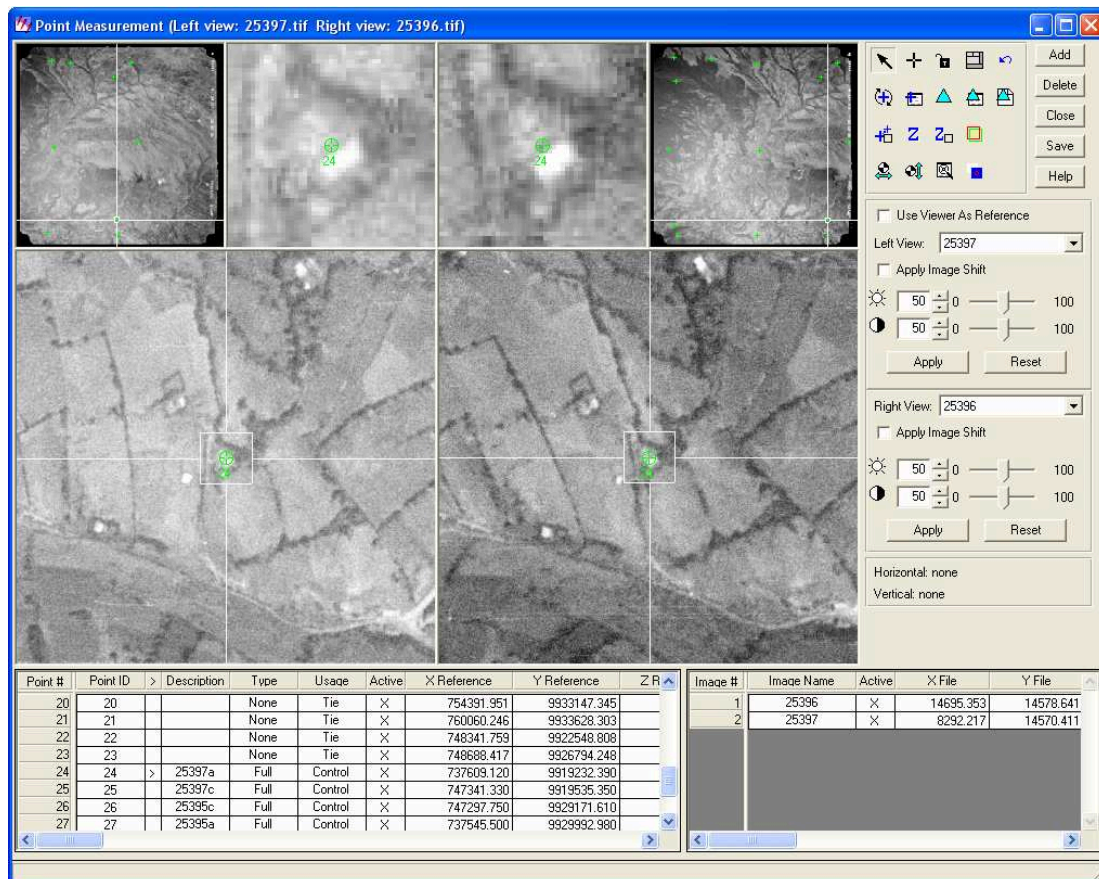 Point Measurement (Left view: 25397.tif Right view: 25396.tif)
Add
Delete
Close
Save
Help
24
24
Use Viewer As Reference
Left View: 25397
Apply Image Shift
50 0 100
50 0 100
Apply Reset
Right View: 25396
Apply Image Shift
50 0 100
50 0 100
Apply Reset
Horizontal: none
Vertical: none
Point # Point ID > Description Type Usage Active X Reference Y Reference Z R
20 20 None Tie X 754391.951 9933147.345
21 21 None Tie X 760060.246 9933628.303
22 22 None Tie X 748341.759 9922548.808
23 23 None Tie X 748688.417 9926794.248
24 24 > 25397a Full Control X 737609.120 9919232.390
25 25 25397c Full Control X 747341.330 9919535.350
26 26 25395c Full Control X 747297.750 9929171.610
27 27 25395a Full Control X 737545.500 9929992.980
Image # Image Name Active X File Y File
1 25396 X 14695.353 14578.641
2 25397 X 8292.217 14570.411